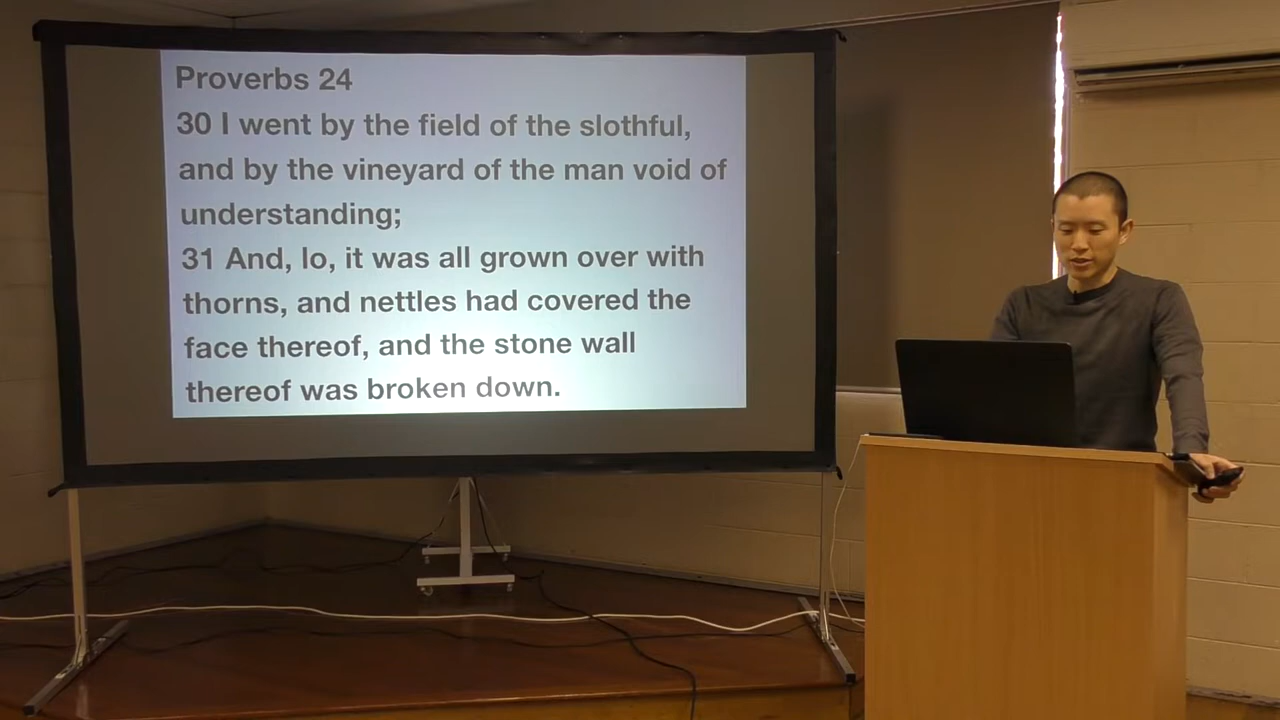 Proverbs 24
30 I went by the field of the slothful,
and by the vineyard of the man void of
understanding;
31 And, lo, it was all grown over with
thorns, and nettles had covered the
face thereof, and the stone wall
thereof was broken down.